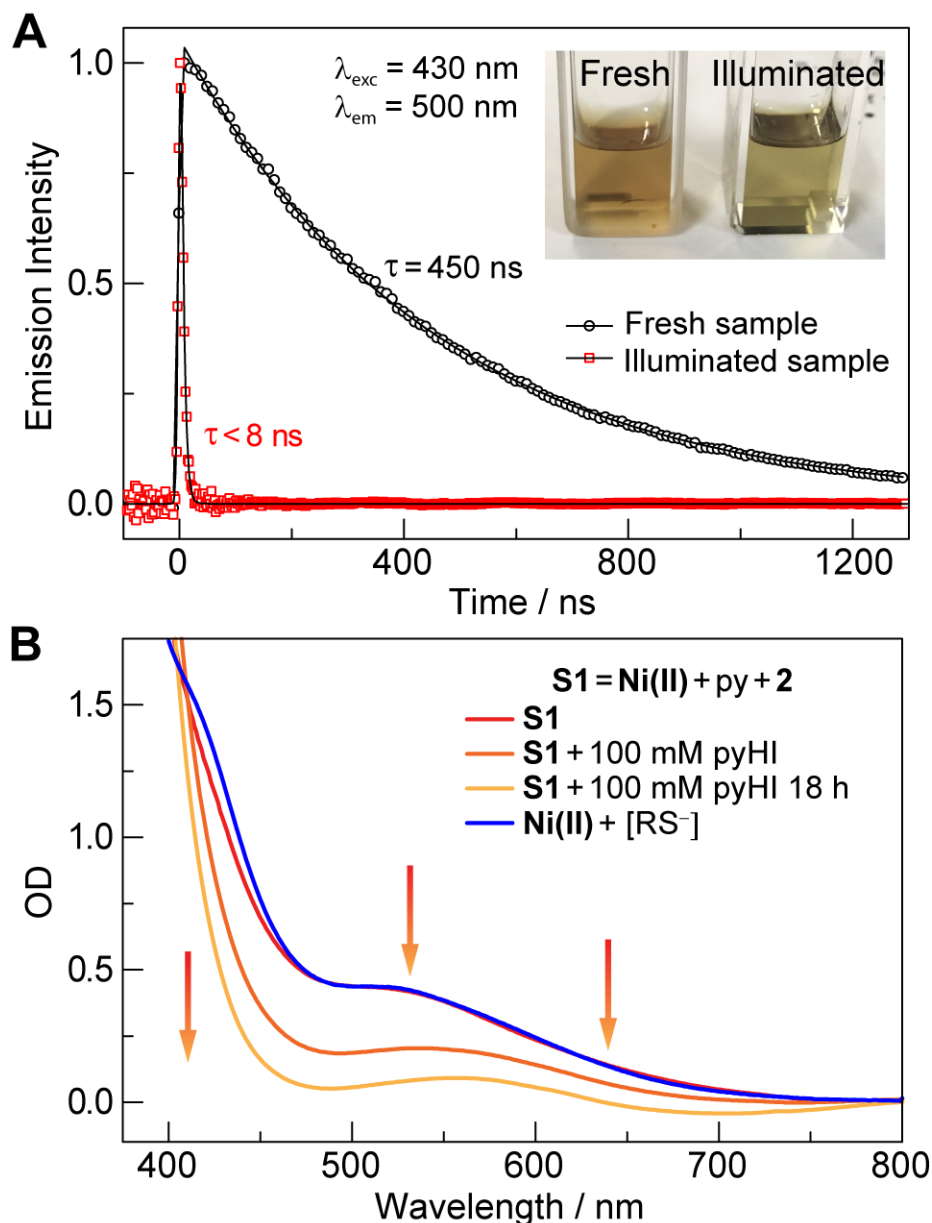 A
λexc = 430 nm
λem = 500 nm
Fresh
Illuminated
τ = 450 ns
Fresh sample
Illuminated sample
τ < 8 ns
Emission Intensity
1.0
0.5
0.0
0
400
800
1200
Time / ns
B
S1 = Ni(II) + py + 2
S1
S1 + 100 mM pyHI
S1 + 100 mM pyHI 18 h
Ni(II) + [RS⁻]
OD
1.5
1.0
0.5
0.0
400
500
600
700
800
Wavelength / nm